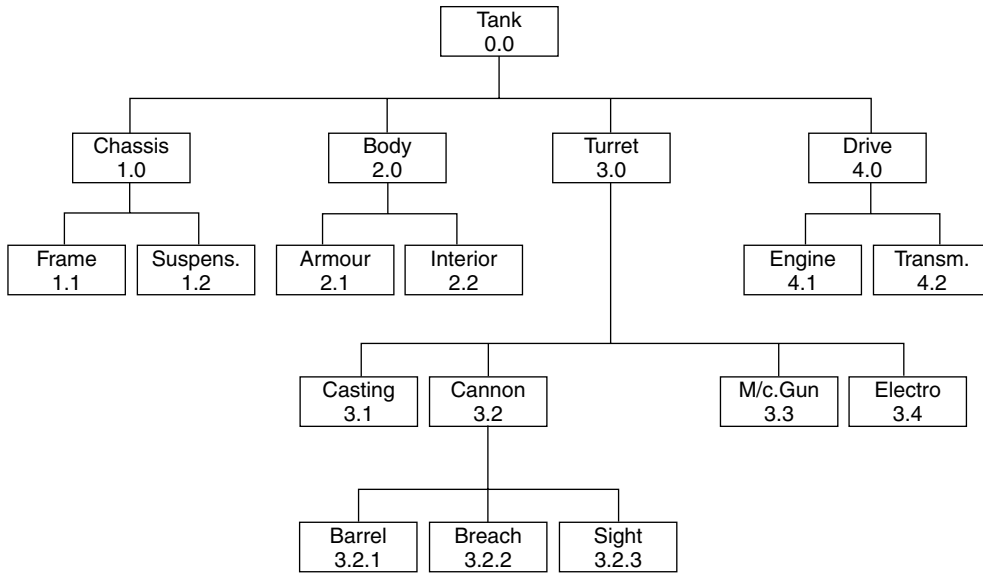 Tank
0.0
Chassis
1.0
Body
2.0
Turret
3.0
Drive
4.0
Frame
1.1
Suspens.
1.2
Armour
2.1
Interior
2.2
Engine
4.1
Transm.
4.2
Casting
3.1
Cannon
3.2
M/c.Gun
3.3
Electro
3.4
Barrel
3.2.1
Breach
3.2.2
Sight
3.2.3